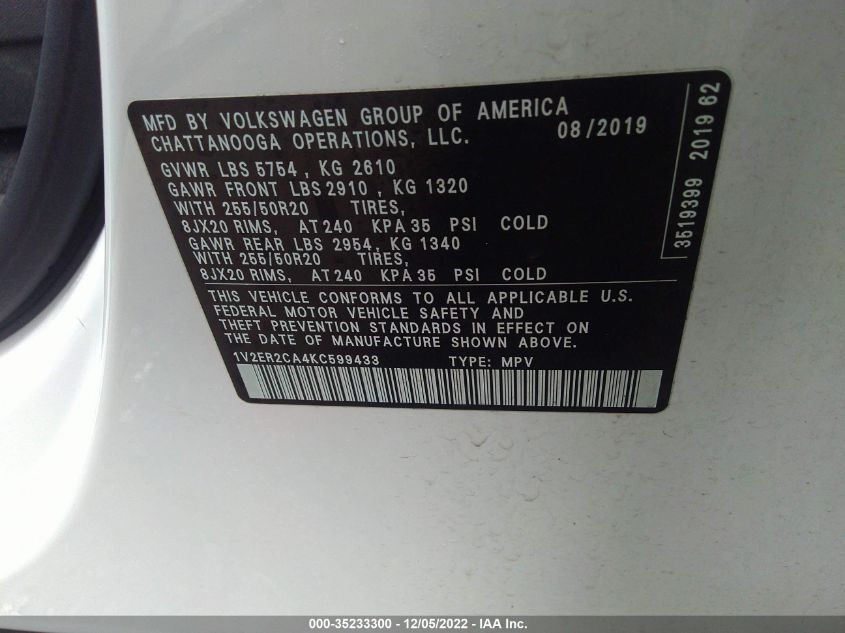 MFD BY VOLKSWAGEN GROUP OF AMERICA
CHATTANOOGA OPERATIONS, LLC. 08/2019
GVWR LBS 5754 , KG 2610
GAWR FRONT LBS 2910 , KG 1320
WITH 255/50R20 TIRES,
8JX20 RIMS, AT 240 KPA 35 PSI COLD
GAWR REAR LBS 2954 , KG 1340
WITH 255/50R20 TIRES,
8JX20 RIMS, AT 240 KPA 35 PSI COLD
THIS VEHICLE CONFORMS TO ALL APPLICABLE U.S.
FEDERAL MOTOR VEHICLE SAFETY AND
THEFT PREVENTION STANDARDS IN EFFECT ON
THE DATE OF MANUFACTURE SHOWN ABOVE.
1V2ER2CA4KC599433 TYPE: MPV
3519399 2019 62
000-35233300 - 12/05/2022 - IAA Inc.